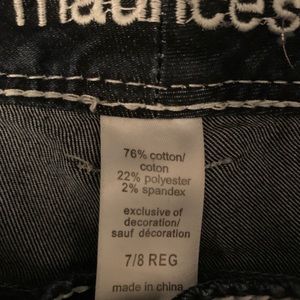 maurices
76% cotton/
coton
22% polyester
2% spandex
exclusive of
decoration/
sauf décoration
7/8 REG
made in china